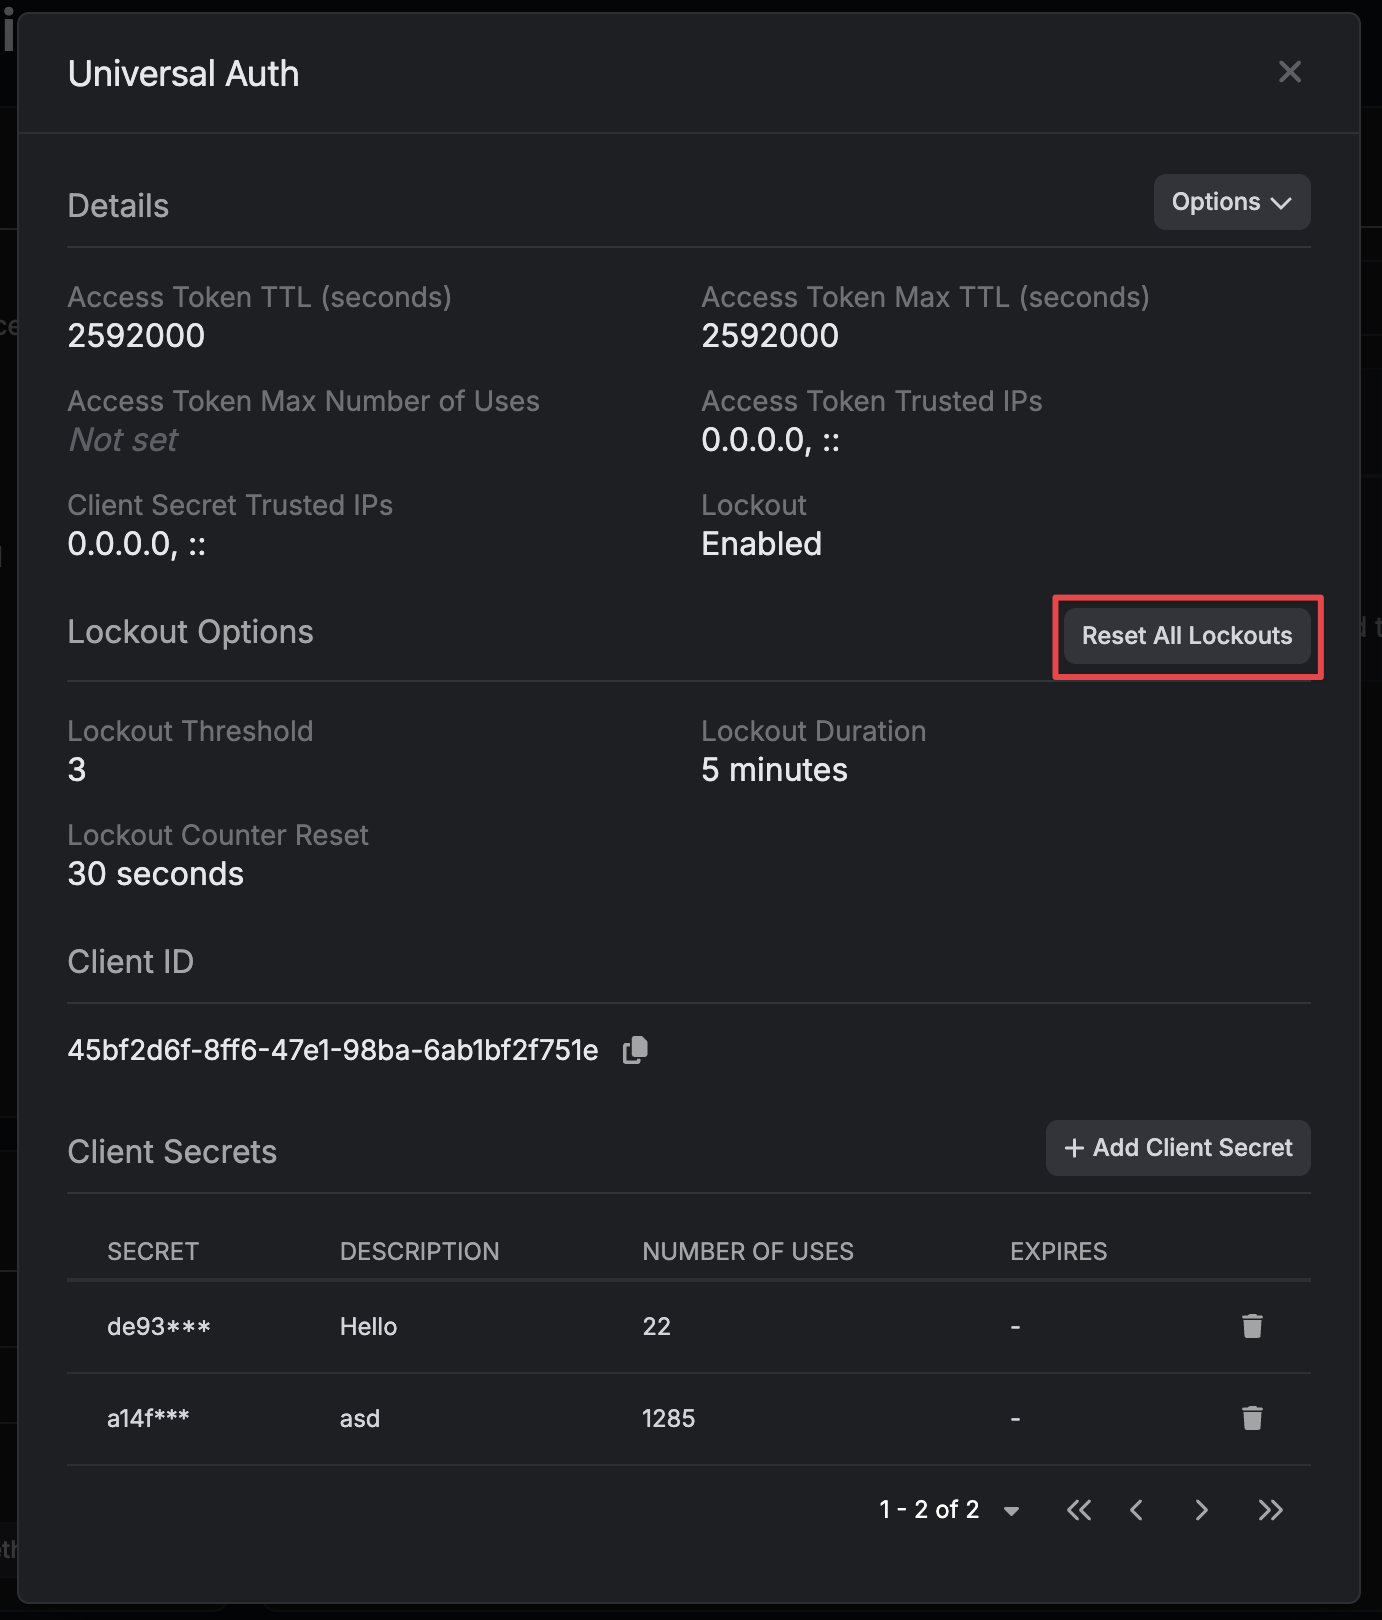 Universal Auth
Details
Options
Access Token TTL (seconds)
2592000
Access Token Max TTL (seconds)
2592000
Access Token Max Number of Uses
Not set
Access Token Trusted IPs
0.0.0.0, ::
Client Secret Trusted IPs
0.0.0.0, ::
Lockout
Enabled
Lockout Options
Reset All Lockouts
Lockout Threshold
3
Lockout Duration
5 minutes
Lockout Counter Reset
30 seconds
Client ID
45bf2d6f-8ff6-47e1-98ba-6ab1bf2f751e
Client Secrets
+ Add Client Secret
SECRET DESCRIPTION NUMBER OF USES EXPIRES
de93*** Hello 22 -
a14f*** asd 1285 -
1 - 2 of 2